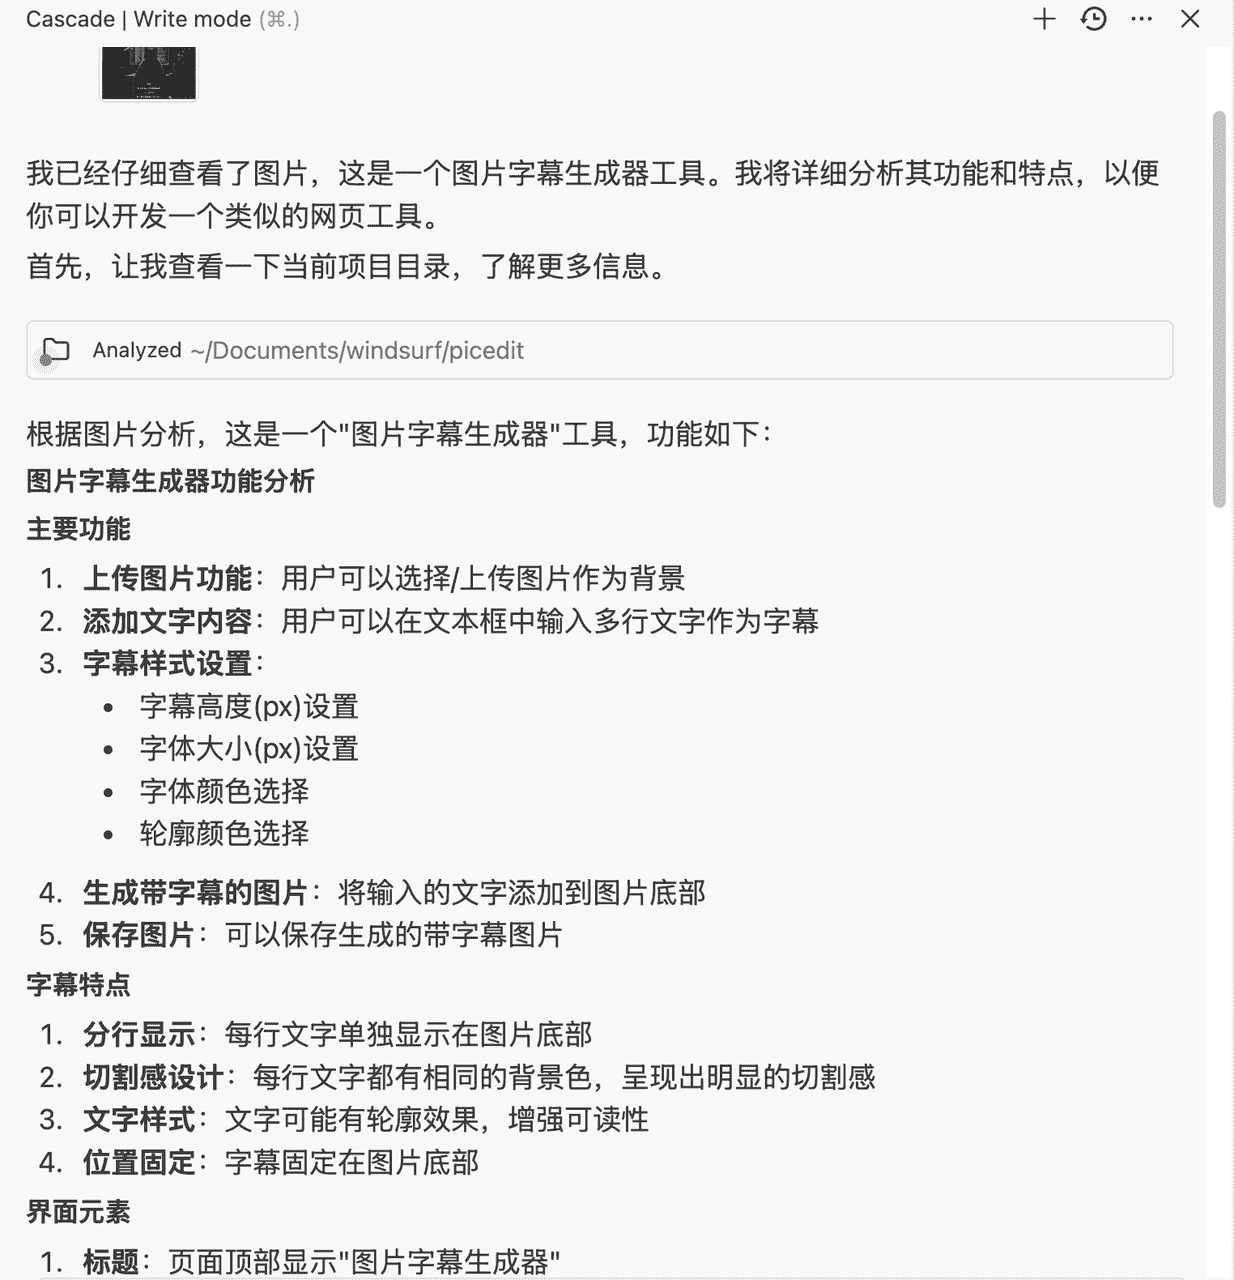 Cascade | Write mode (⌘.)
我已经仔细查看了图片，这是一个图片字幕生成器工具。我将详细分析其功能和特点，以便
你可以开发一个类似的网页工具。
首先，让我查看一下当前项目目录，了解更多信息。
Analyzed ~/Documents/windsurf/picedit
根据图片分析，这是一个"图片字幕生成器"工具，功能如下：
图片字幕生成器功能分析
主要功能
1. 上传图片功能：用户可以选择/上传图片作为背景
2. 添加文字内容：用户可以在文本框中输入多行文字作为字幕
3. 字幕样式设置：
• 字幕高度(px)设置
• 字体大小(px)设置
• 字体颜色选择
• 轮廓颜色选择
4. 生成带字幕的图片：将输入的文字添加到图片底部
5. 保存图片：可以保存生成的带字幕图片
字幕特点
1. 分行显示：每行文字单独显示在图片底部
2. 切割感设计：每行文字都有相同的背景色，呈现出明显的切割感
3. 文字样式：文字可能有轮廓效果，增强可读性
4. 位置固定：字幕固定在图片底部
界面元素
1. 标题：页面顶部显示"图片字幕生成器"